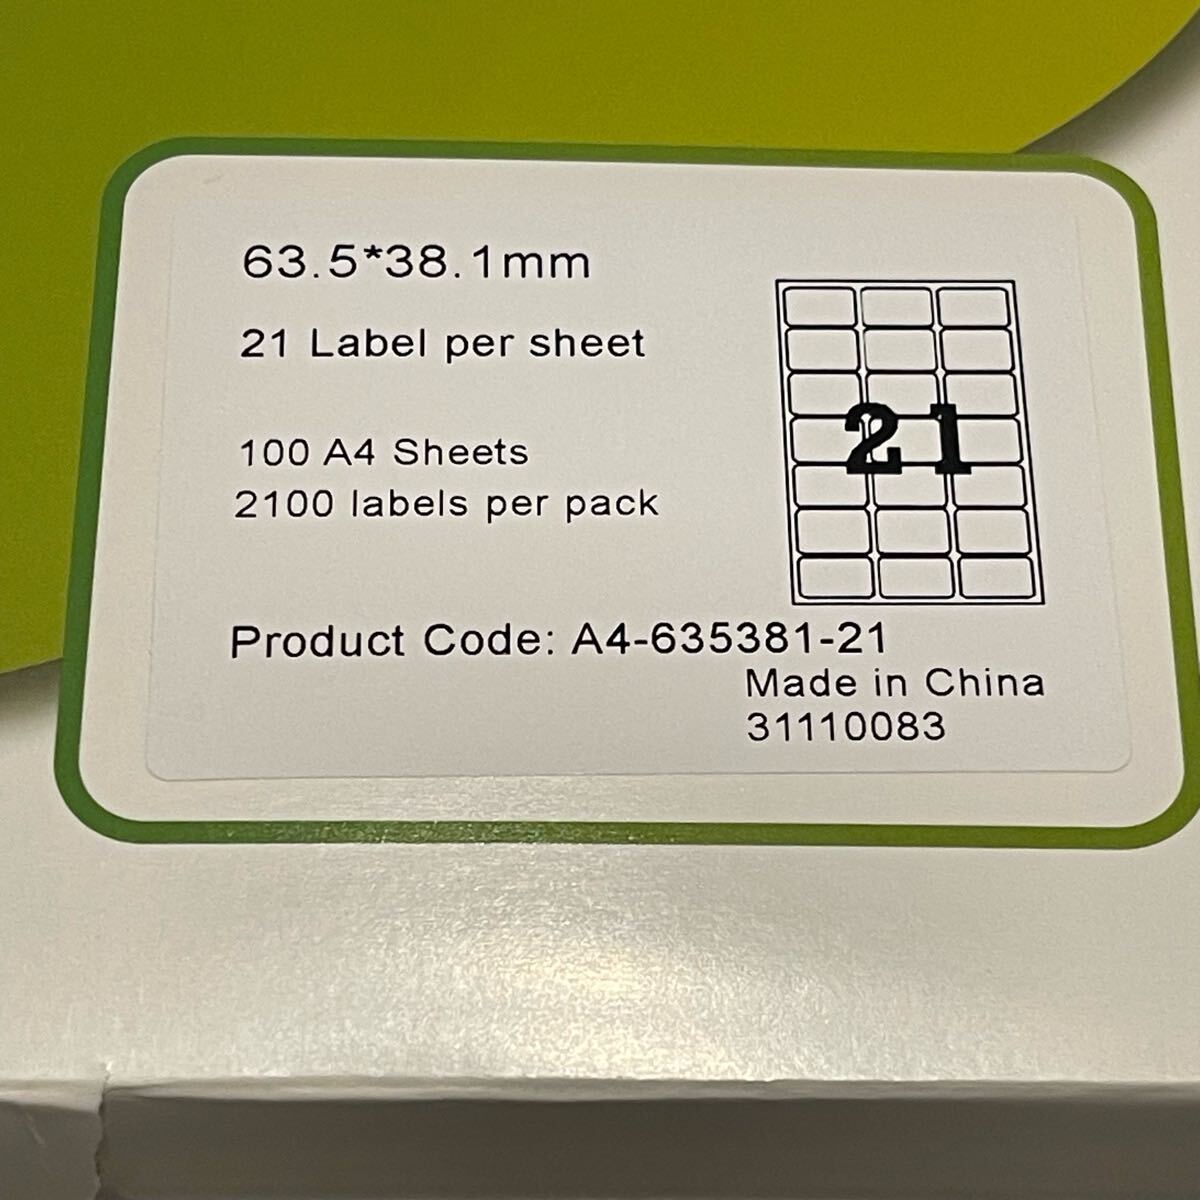 63.5*38.1mm
21 Label per sheet
21
100 A4 Sheets
2100 labels per pack
Product Code: A4-635381-21
Made in China
31110083